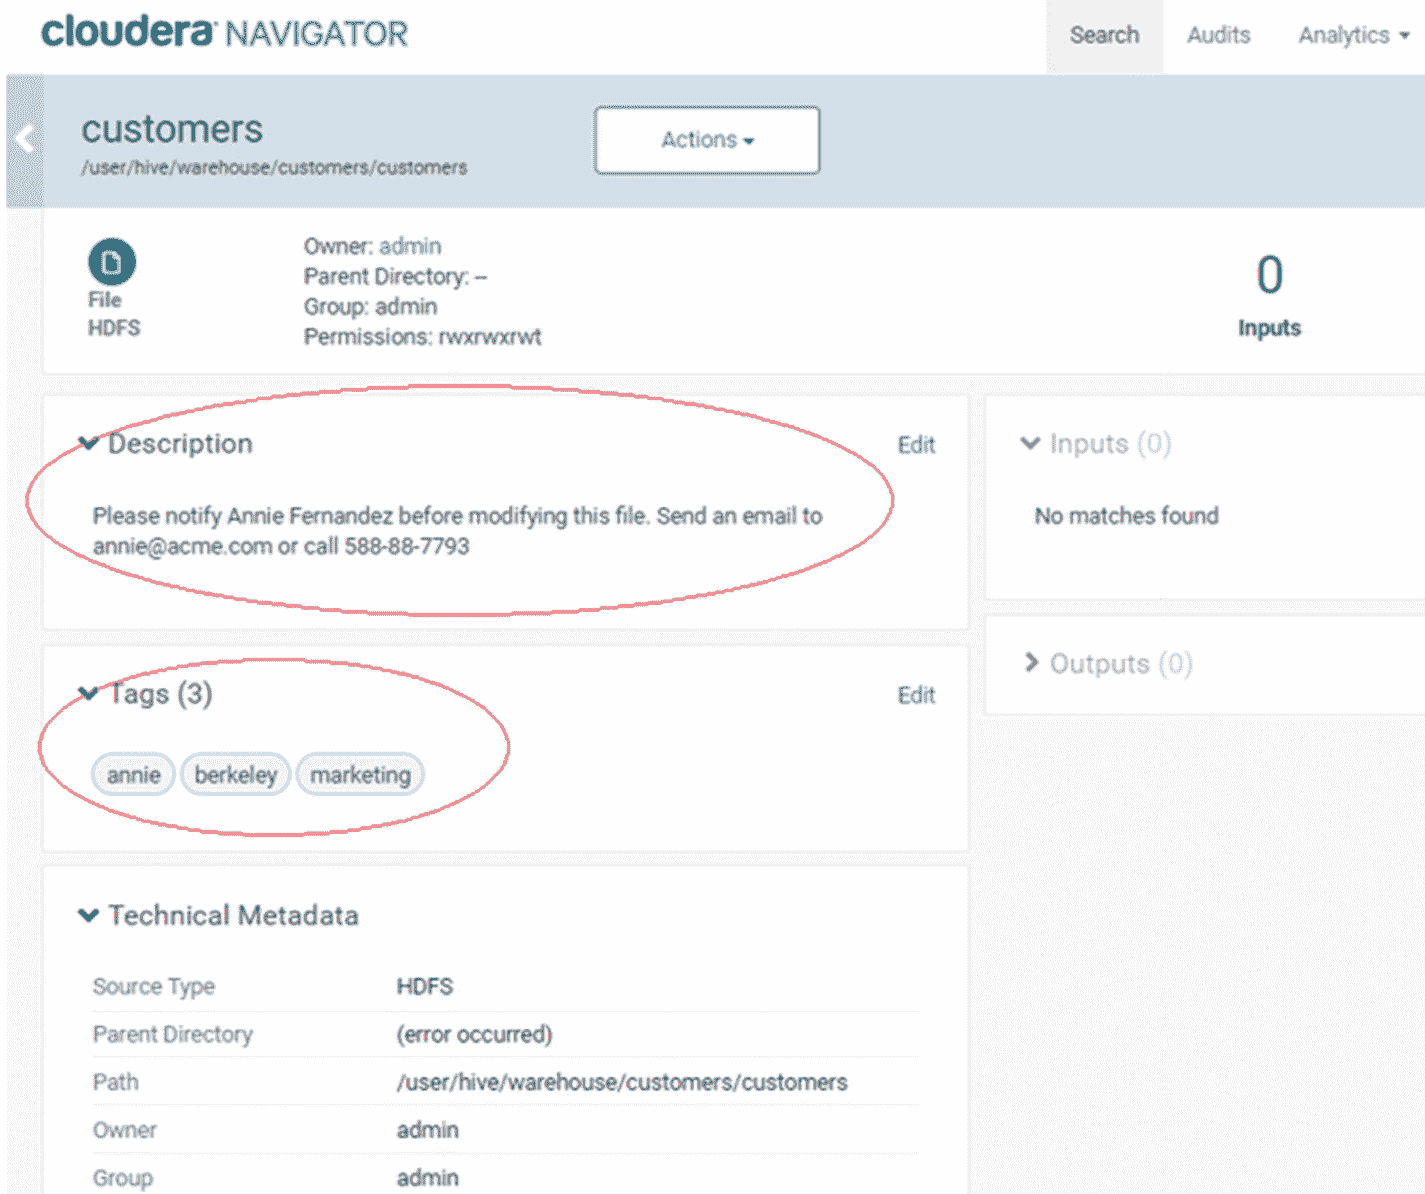 cloudera NAVIGATOR
Search Audits Analytics
customers
/user/hive/warehouse/customers/customers
Actions
File
HDFS
Owner: admin
Parent Directory: –
Group: admin
Permissions: rwxrwxrwt
0
Inputs
Description
Edit
Please notify Annie Fernandez before modifying this file. Send an email to
annie@acme.com or call 588-88-7793
Inputs (0)
No matches found
Outputs (0)
Tags (3)
Edit
annie berkeley marketing
Technical Metadata
Source Type HDFS
Parent Directory (error occurred)
Path /user/hive/warehouse/customers/customers
Owner admin
Group admin